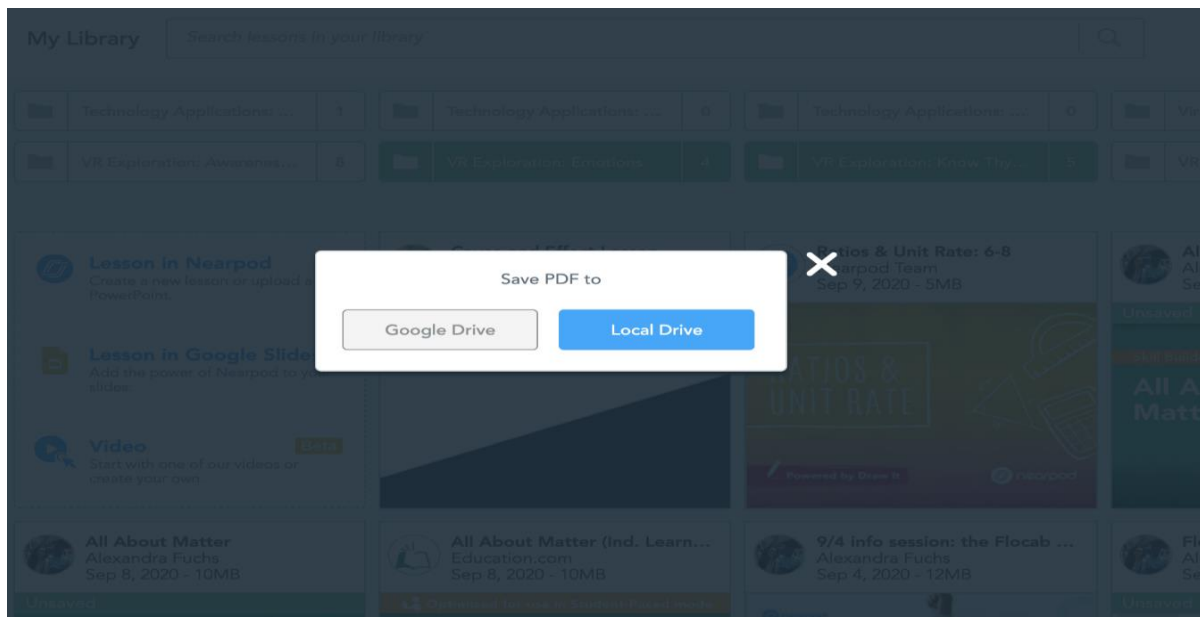 My Library
Search lessons in your library
Technology Applications: ... 1
Technology Applications: ... 0
Technology Applications: ... 0
VR Exploration: Awarenes... 5
VR Exploration: Emotions 4
VR Exploration: Know Thy... 5
VR
Lesson in Nearpod
Create a new lesson or upload a
PowerPoint.
Lesson in Google Slide
Add the power of Nearpod to your
slides.
Video Beta
Start with one of our videos or
create your own
Save PDF to
Google Drive
Local Drive
Ratios & Unit Rate: 6-8
Nearpod Team
Sep 9, 2020 - 5MB
RATIOS &
UNIT RATE
Powered by Draw It
nearpod
Unsaved
All A
Matt
All About Matter
Alexandra Fuchs
Sep 8, 2020 - 10MB
Unsaved
All About Matter (Ind. Learn...
Education.com
Sep 8, 2020 - 10MB
Optimized for use in Student-Paced mode
9/4 info session: the Flocab ...
Alexandra Fuchs
Sep 4, 2020 - 12MB
Unsaved